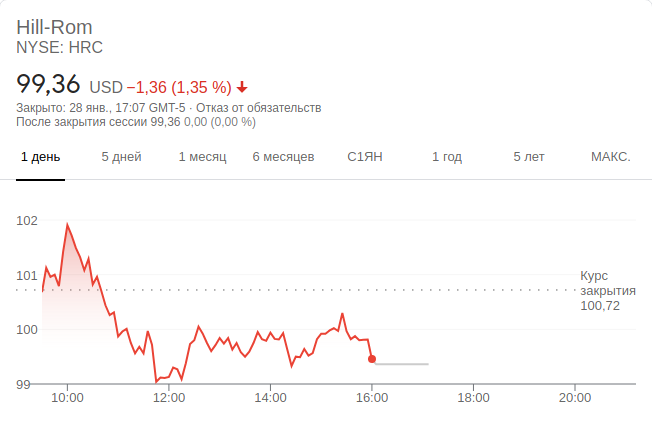 Hill-Rom
NYSE: HRC
99,36 USD −1,36 (1,35 %)
Закрыто: 28 янв., 17:07 GMT-5 · Отказ от обязательств
После закрытия сессии 99,36 0,00 (0,00 %)
1 день 5 дней 1 месяц 6 месяцев С1ЯН 1 год 5 лет МАКС.
102
101
Курс
закрытия
100,72
100
99
10:00 12:00 14:00 16:00 18:00 20:00